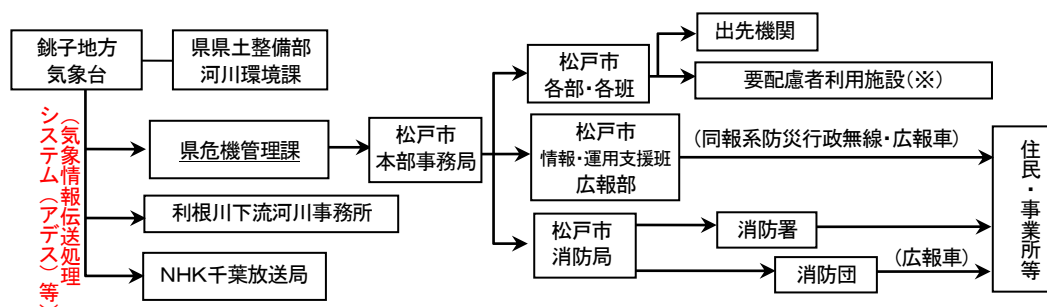 銚子地方
気象台
県県土整備部
河川環境課
(気象情報伝送処理
システム(アデス)等)
県危機管理課
利根川下流河川事務所
NHK千葉放送局
松戸市
本部事務局
松戸市
各部・各班
出先機関
要配慮者利用施設(※)
松戸市
情報・運用支援班
広報部
(同報系防災行政無線・広報車)
松戸市
消防局
消防署
消防団
(広報車)
住民・事業所等